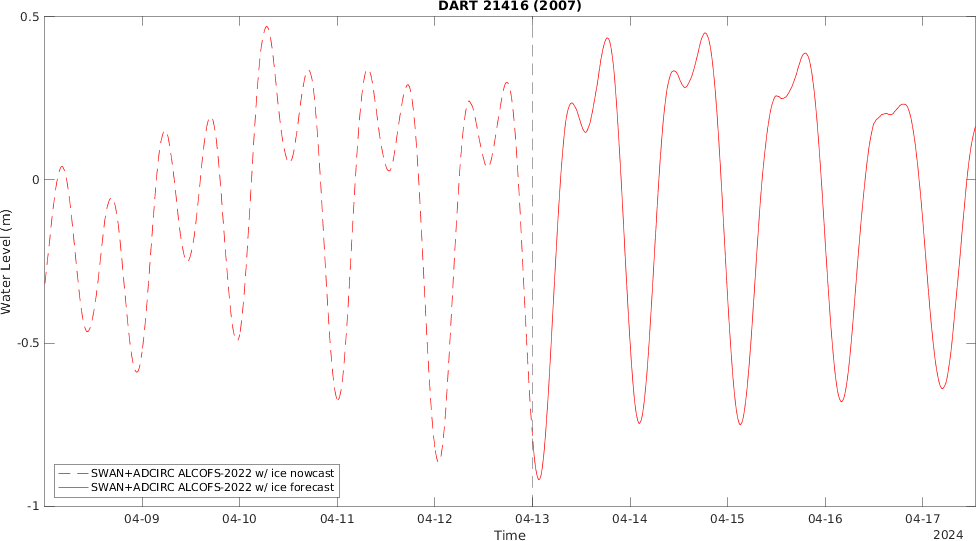 DART 21416 (2007)
0.5
0
-0.5
-1
Water Level (m)
SWAN+ADCIRC ALCOFS-2022 w/ ice nowcast
SWAN+ADCIRC ALCOFS-2022 w/ ice forecast
04-09 04-10 04-11 04-12 04-13 04-14 04-15 04-16 04-17
Time
2024